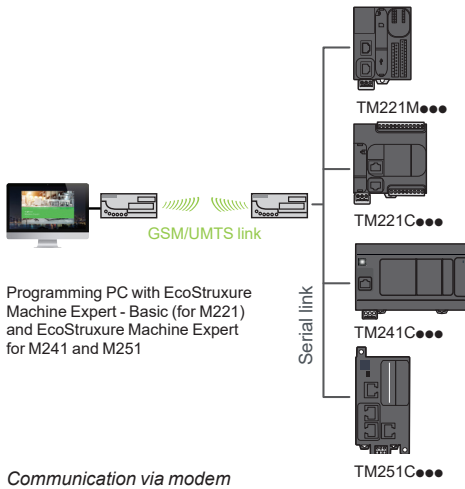 TM221M●●●
TM221C●●●
GSM/UMTS link
Programming PC with EcoStruxure
Machine Expert - Basic (for M221)
and EcoStruxure Machine Expert
for M241 and M251
Serial link
TM241C●●●
TM251C●●●
Communication via modem